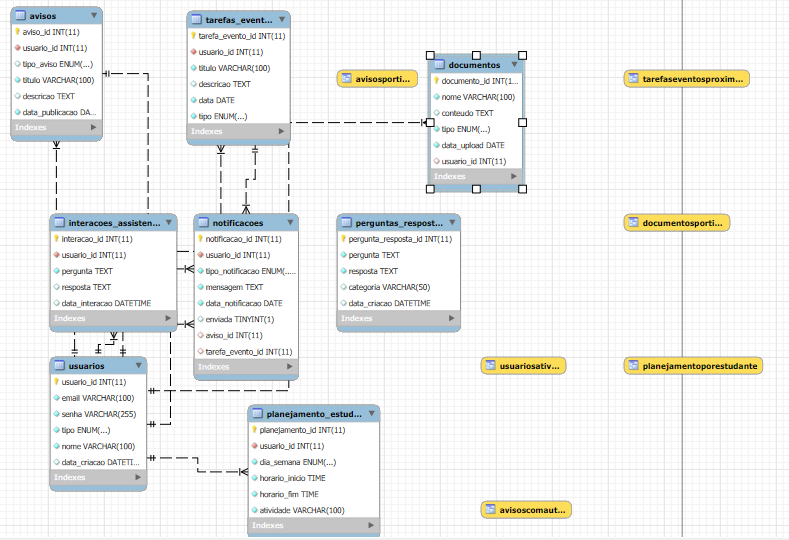 avisos
aviso_id INT(11)
usuario_id INT(11)
tipo_aviso ENUM(...)
titulo VARCHAR(100)
descricao TEXT
data_publicacao DA...
Indexes
tarefas_event...
tarefa_evento_id INT(11)
usuario_id INT(11)
titulo VARCHAR(100)
descricao TEXT
data DATE
tipo ENUM(...)
Indexes
avisosporti...
documentos
documento_id INT(1...
nome VARCHAR(100)
conteudo TEXT
tipo ENUM(...)
data_upload DATE
usuario_id INT(11)
Indexes
tarefaseventosproxim...
interacoes_assisten...
interacao_id INT(11)
usuario_id INT(11)
pergunta TEXT
resposta TEXT
data_interacao DATETIME
Indexes
notificacoes
notificacao_id INT(11)
usuario_id INT(11)
tipo_notificacao ENUM(...
mensagem TEXT
data_notificacao DATE
enviada TINYINT(1)
aviso_id INT(11)
tarefa_evento_id INT(11)
Indexes
perguntas_respost...
pergunta_resposta_id INT(11)
pergunta TEXT
resposta TEXT
categoria VARCHAR(50)
data_criacao DATETIME
Indexes
documentosporti...
usuarios
usuario_id INT(11)
email VARCHAR(100)
senha VARCHAR(255)
tipo ENUM(...)
nome VARCHAR(100)
data_criacao DATETI...
Indexes
usuariosativ...
planejamentoporestudante
planejamento_estud...
planejamento_id INT(11)
usuario_id INT(11)
dia_semana ENUM(...)
horario_inicio TIME
horario_fim TIME
atividade VARCHAR(100)
Indexes
avisoscomaut...